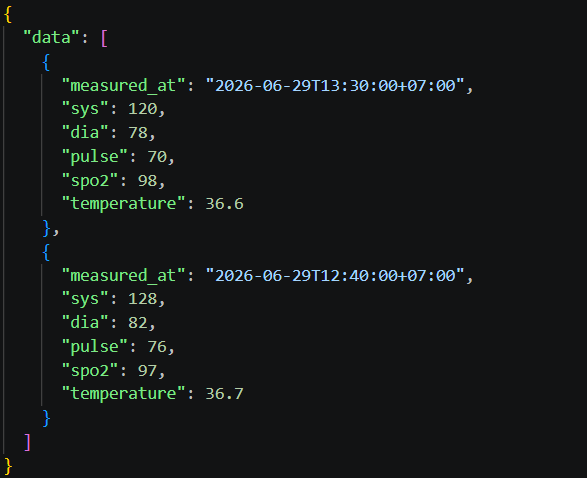 {
  "data": [
    {
      "measured_at": "2026-06-29T13:30:00+07:00",
      "sys": 120,
      "dia": 78,
      "pulse": 70,
      "spo2": 98,
      "temperature": 36.6
    },
    {
      "measured_at": "2026-06-29T12:40:00+07:00",
      "sys": 128,
      "dia": 82,
      "pulse": 76,
      "spo2": 97,
      "temperature": 36.7
    }
  ]
}